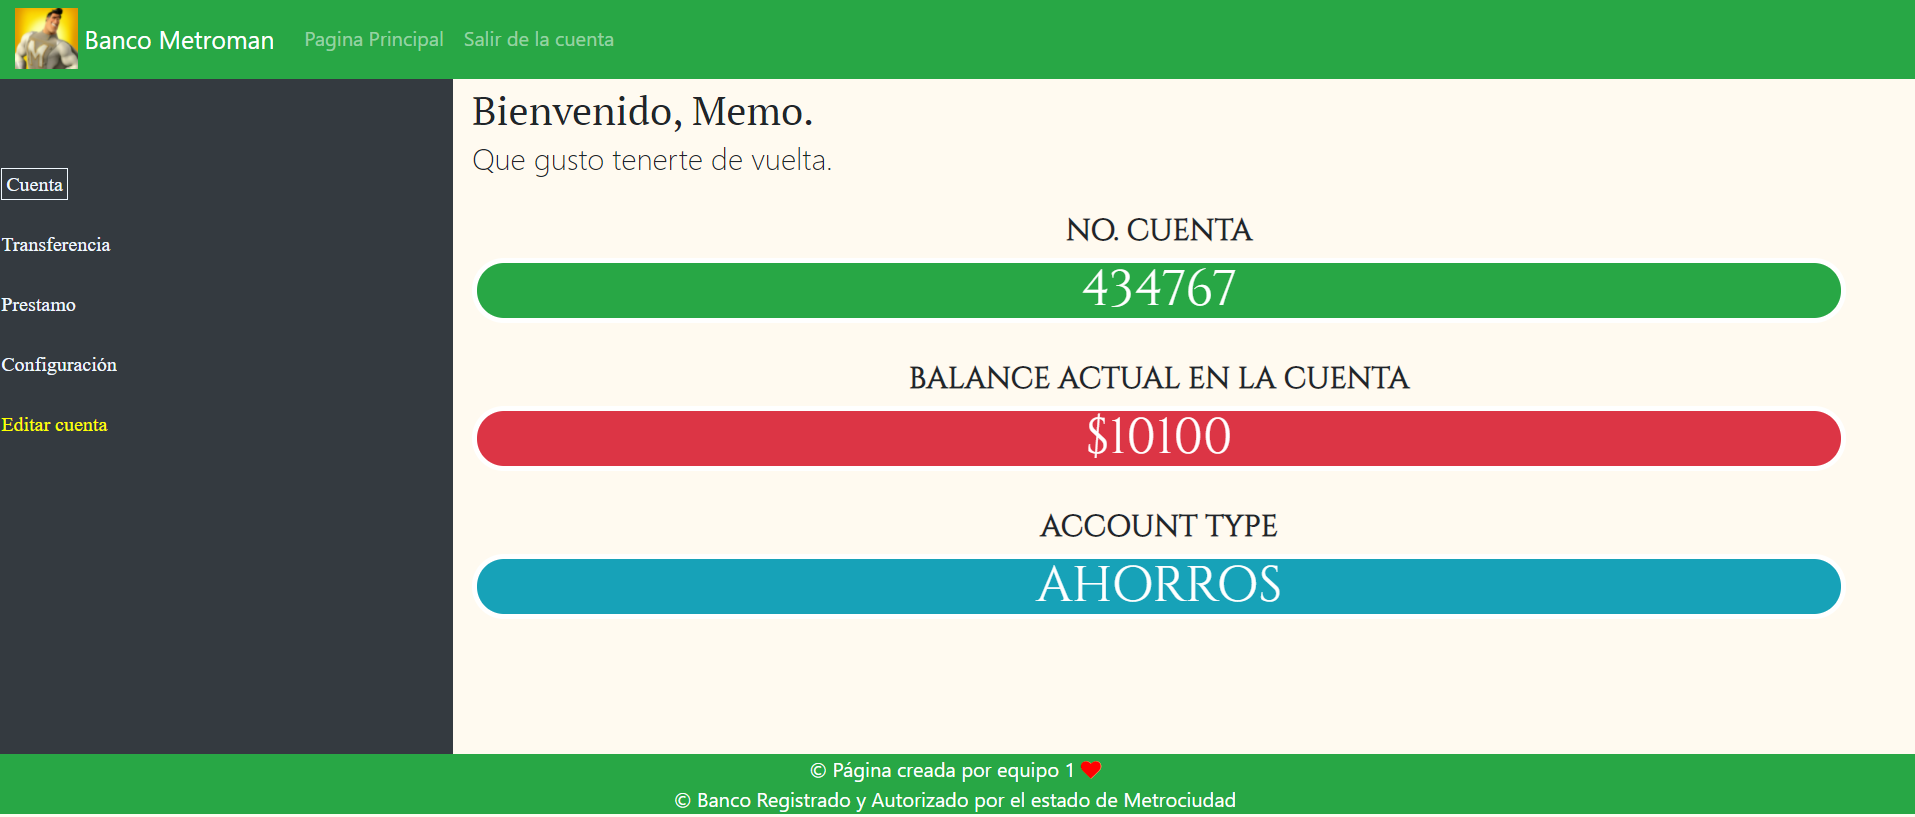 Banco Metroman Pagina Principal Salir de la cuenta
Cuenta
Transferencia
Prestamo
Configuración
Editar cuenta
Bienvenido, Memo.
Que gusto tenerte de vuelta.
NO. CUENTA
434767
BALANCE ACTUAL EN LA CUENTA
$10100
ACCOUNT TYPE
AHORROS
© Página creada por equipo 1 ❤
© Banco Registrado y Autorizado por el estado de Metrociudad